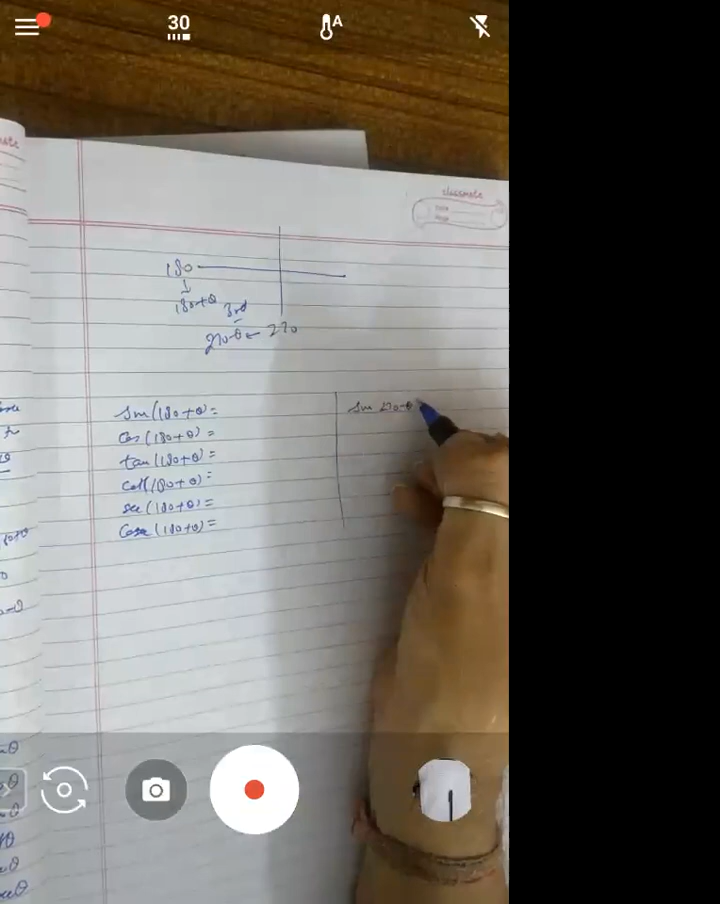 30
A
classmate
180
180+θ 3rd
270-θ ← 270
Sin (180+θ)=
Cos (180+θ)=
tan (180+θ)=
Cot (180+θ)=
Sec (180+θ)=
Cosec (180+θ)=
Sin 270-θ